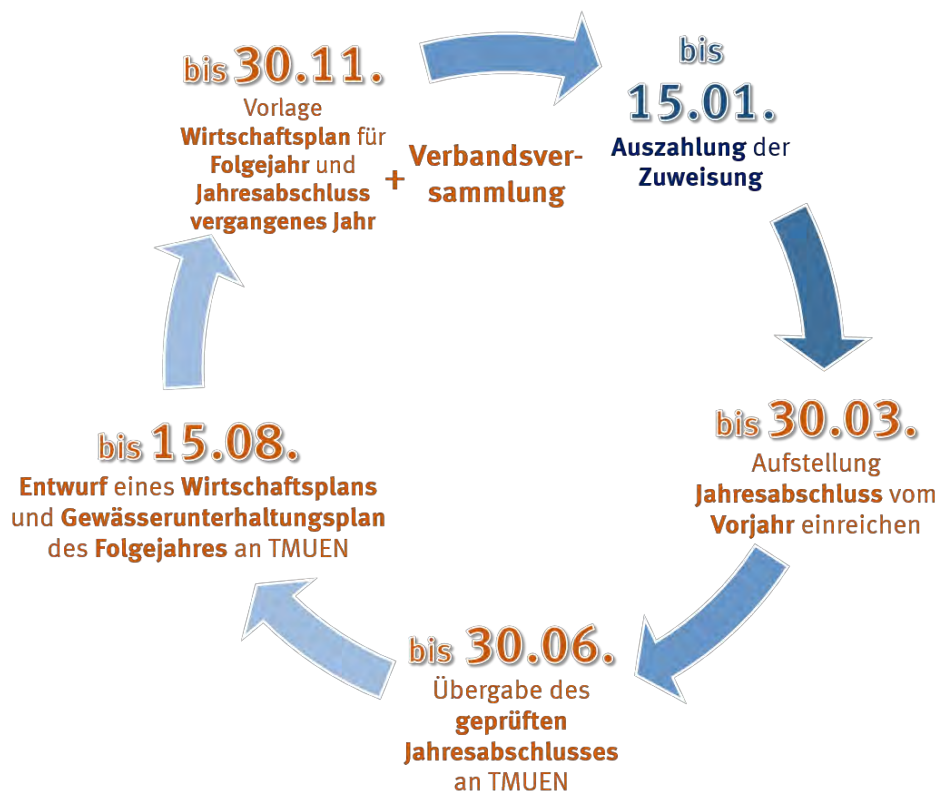 bis 30.11.
Vorlage
Wirtschaftsplan für
Folgejahr und
Jahresabschluss
vergangenes Jahr
+
Verbandsver-
sammlung
bis
15.01.
Auszahlung der
Zuweisung
bis 30.03.
Aufstellung
Jahresabschluss vom
Vorjahr einreichen
bis 30.06.
Übergabe des
geprüften
Jahresabschlusses
an TMUEN
bis 15.08.
Entwurf eines Wirtschaftsplans
und Gewässerunterhaltungsplan
des Folgejahres an TMUEN